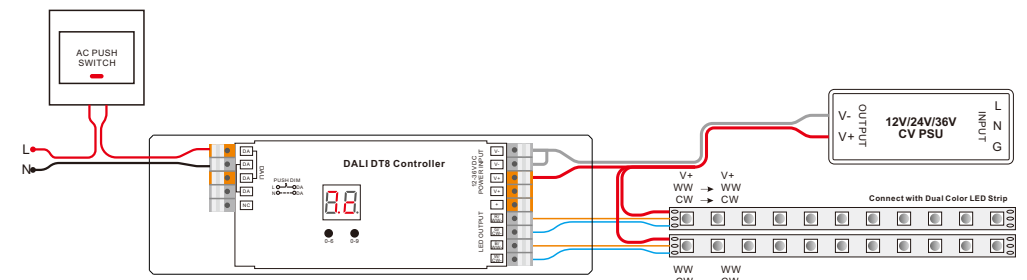 AC PUSH
SWITCH
L
N
DA
DA
DA
DA
NC
DALI
PUSH DIM
L DA
N DA
DALI DT8 Controller
0-6
0-9
12-36VDC
POWER INPUT
LED OUTPUT
V-
V-
V+
V+
+
V-
V+
OUTPUT
12V/24V/36V
CV PSU
INPUT
L
N
G
V+ V+
WW → WW
CW → CW
Connect with Dual Color LED Strip
WW WW
CW CW